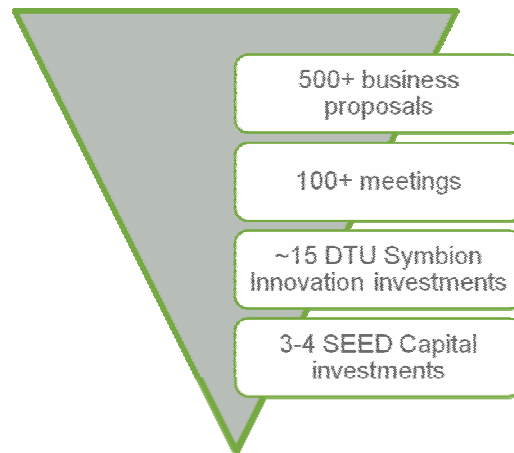 500+ business
proposals
100+ meetings
~15 DTU Symbion
Innovation investments
3-4 SEED Capital
investments